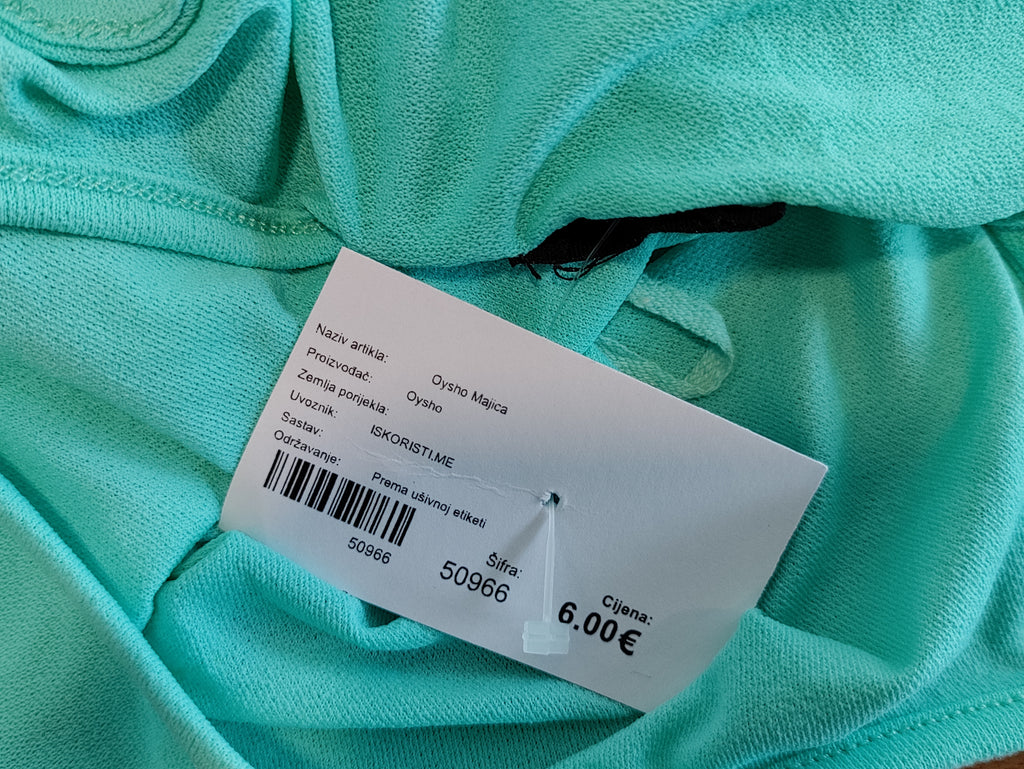 Naziv artikla: Oysho Majica
Proizvođač: Oysho
Zemlja porijekla:
Uvoznik: ISKORISTI.ME
Sastav:
Održavanje: Prema ušivnoj etiketi
50966
Šifra:
50966
Cijena:
6.00€